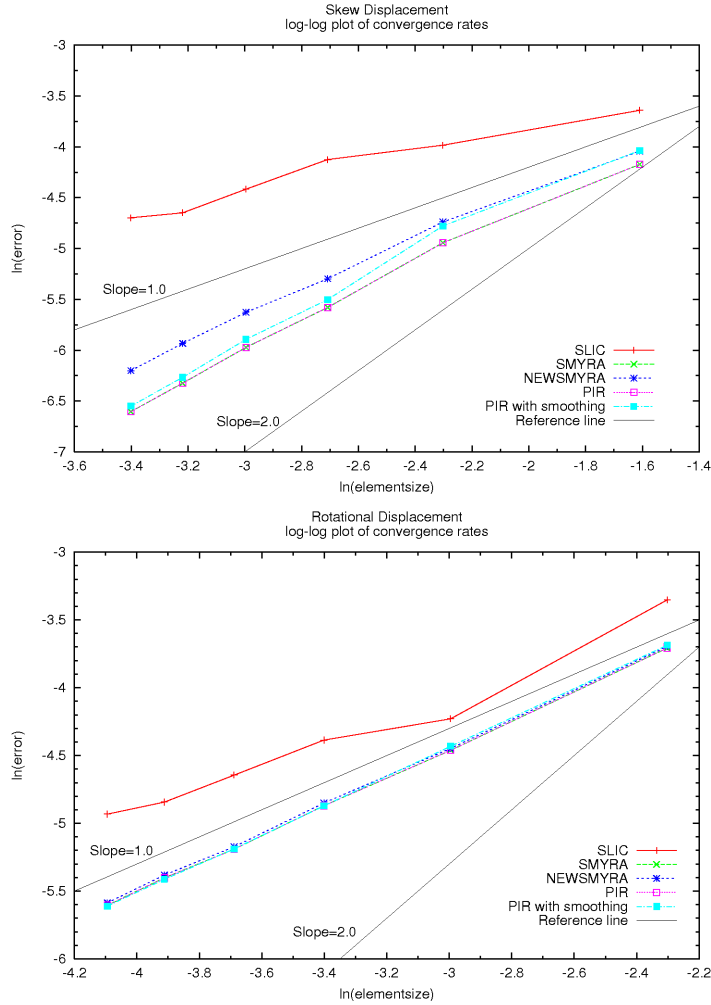 Skew Displacement
log-log plot of convergence rates
-3
-3.5
-4
-4.5
-5
-5.5
-6
-6.5
-7
ln(error)
Slope=1.0
Slope=2.0
SLIC
SMYRA
NEWSMYRA
PIR
PIR with smoothing
Reference line
-3.6 -3.4 -3.2 -3 -2.8 -2.6 -2.4 -2.2 -2 -1.8 -1.6 -1.4
ln(elementsize)
Rotational Displacement
log-log plot of convergence rates
-3
-3.5
-4
-4.5
-5
-5.5
-6
ln(error)
Slope=1.0
Slope=2.0
SLIC
SMYRA
NEWSMYRA
PIR
PIR with smoothing
Reference line
-4.2 -4 -3.8 -3.6 -3.4 -3.2 -3 -2.8 -2.6 -2.4 -2.2
ln(elementsize)